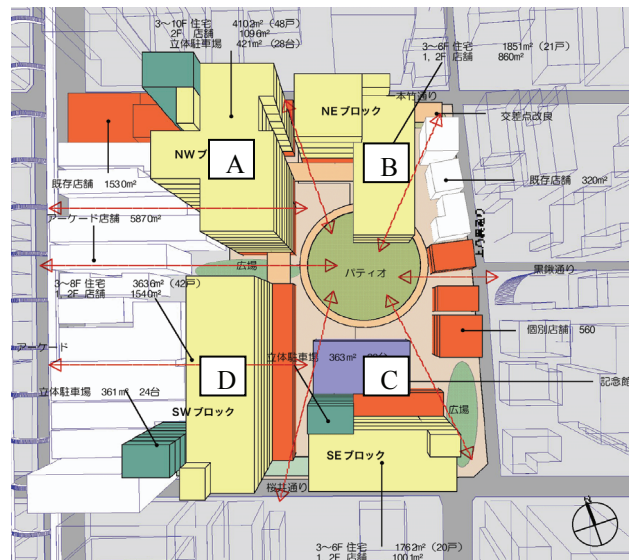 3～10F 住宅 4102㎡（48戸）
2F 店舗 1096㎡
立体駐車場 421㎡（28台）
3～6F 住宅 1851㎡（21戸）
1, 2F 店舗 860㎡
NE ブロック
一本竹通り
交差点改良
A
B
NW ブ
既存店舗 1530㎡
既存店舗 320㎡
アーケード店舗 5870㎡
広場
パティオ
黒鍬通り
3～8F 住宅 3636㎡（42戸）
1, 2F 店舗 1540㎡
個別店舗 560
アーケード
立体駐車場 363㎡
D
C
記念館
立体駐車場 361㎡ 24台
SW ブロック
広場
SE ブロック
桜井通り
N
3～6F 住宅 1762㎡（20戸）
1, 2F 店舗 1001㎡